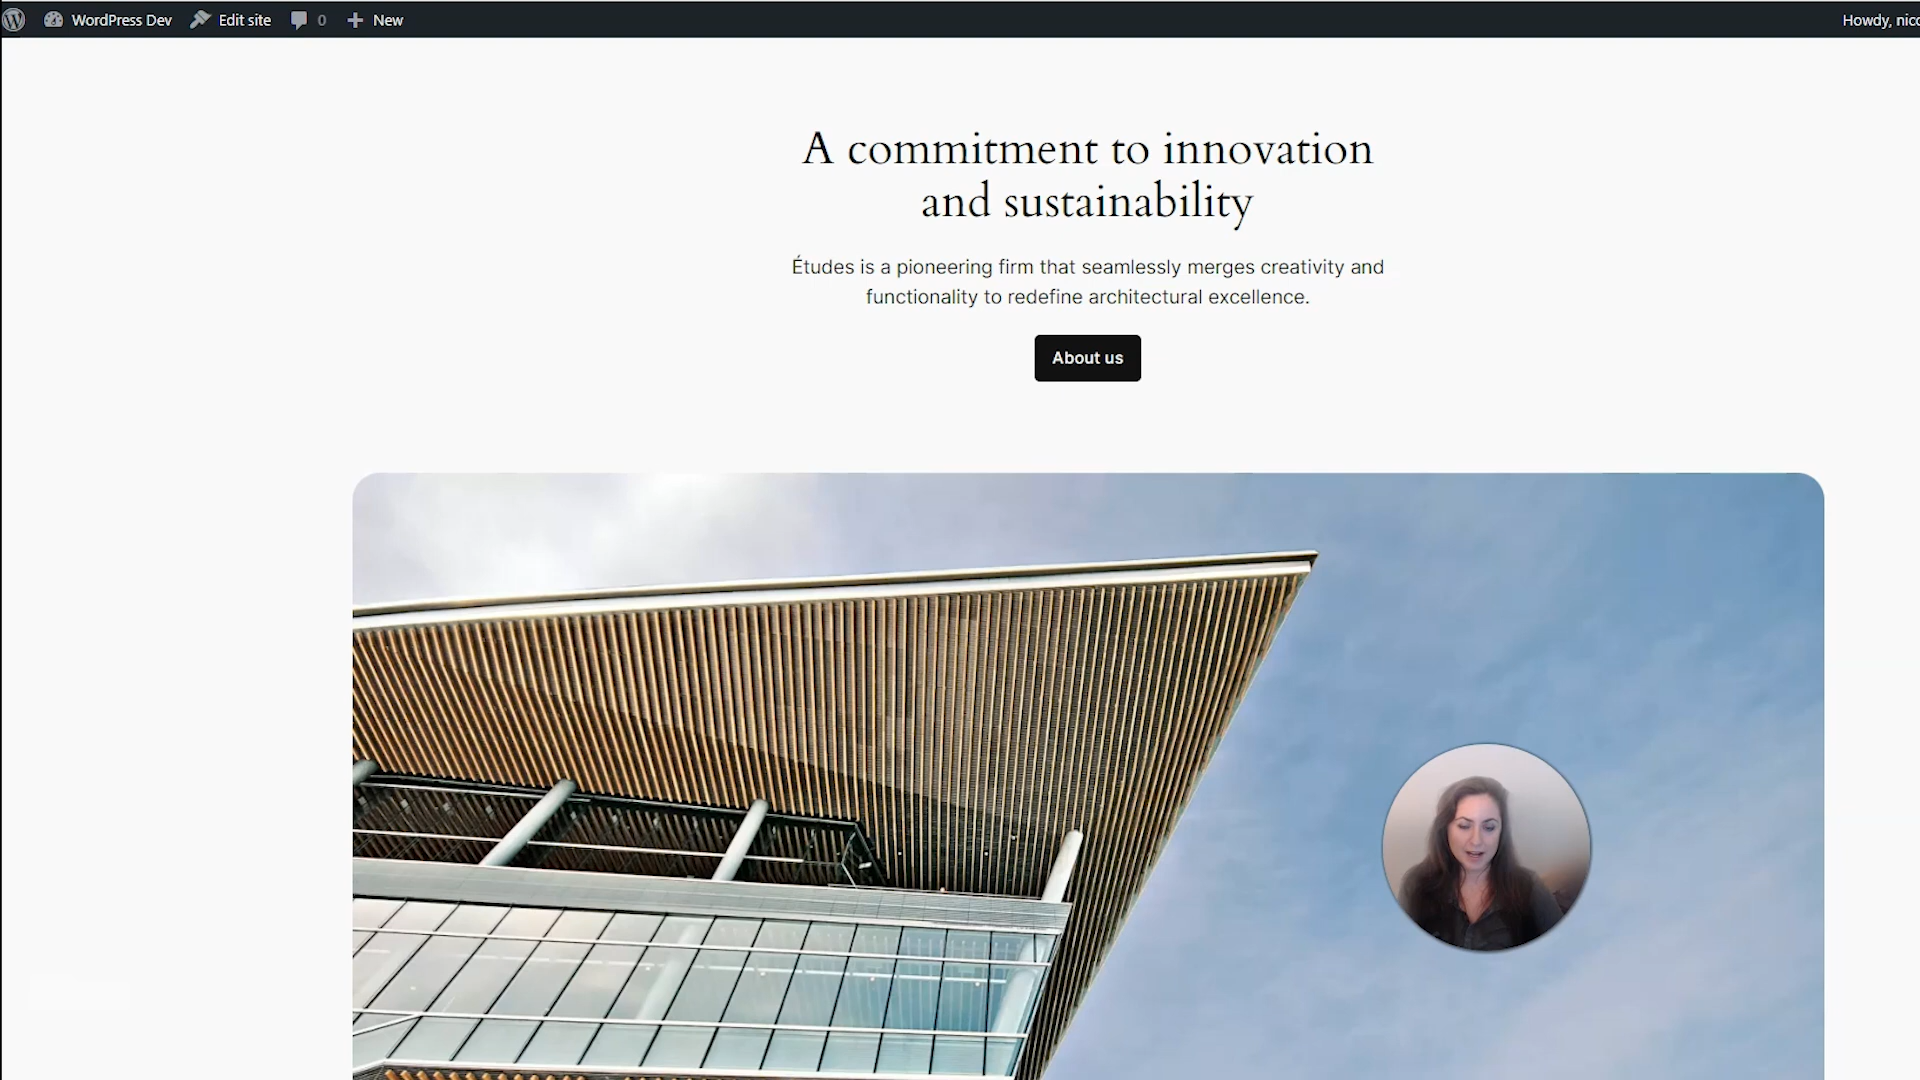 WordPress Dev Edit site 0 New Howdy, nico
A commitment to innovation
and sustainability
Études is a pioneering firm that seamlessly merges creativity and
functionality to redefine architectural excellence.
About us